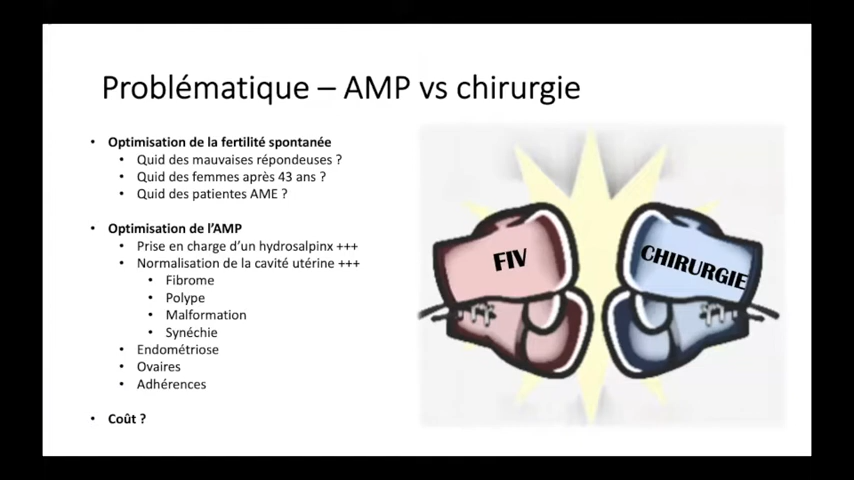 Problématique – AMP vs chirurgie
• Optimisation de la fertilité spontanée
• Quid des mauvaises répondeuses ?
• Quid des femmes après 43 ans ?
• Quid des patientes AME ?
• Optimisation de l’AMP
• Prise en charge d’un hydrosalpinx +++
• Normalisation de la cavité utérine +++
• Fibrome
• Polype
• Malformation
• Synéchie
• Endométriose
• Ovaires
• Adhérences
• Coût ?
FIV
CHIRURGIE